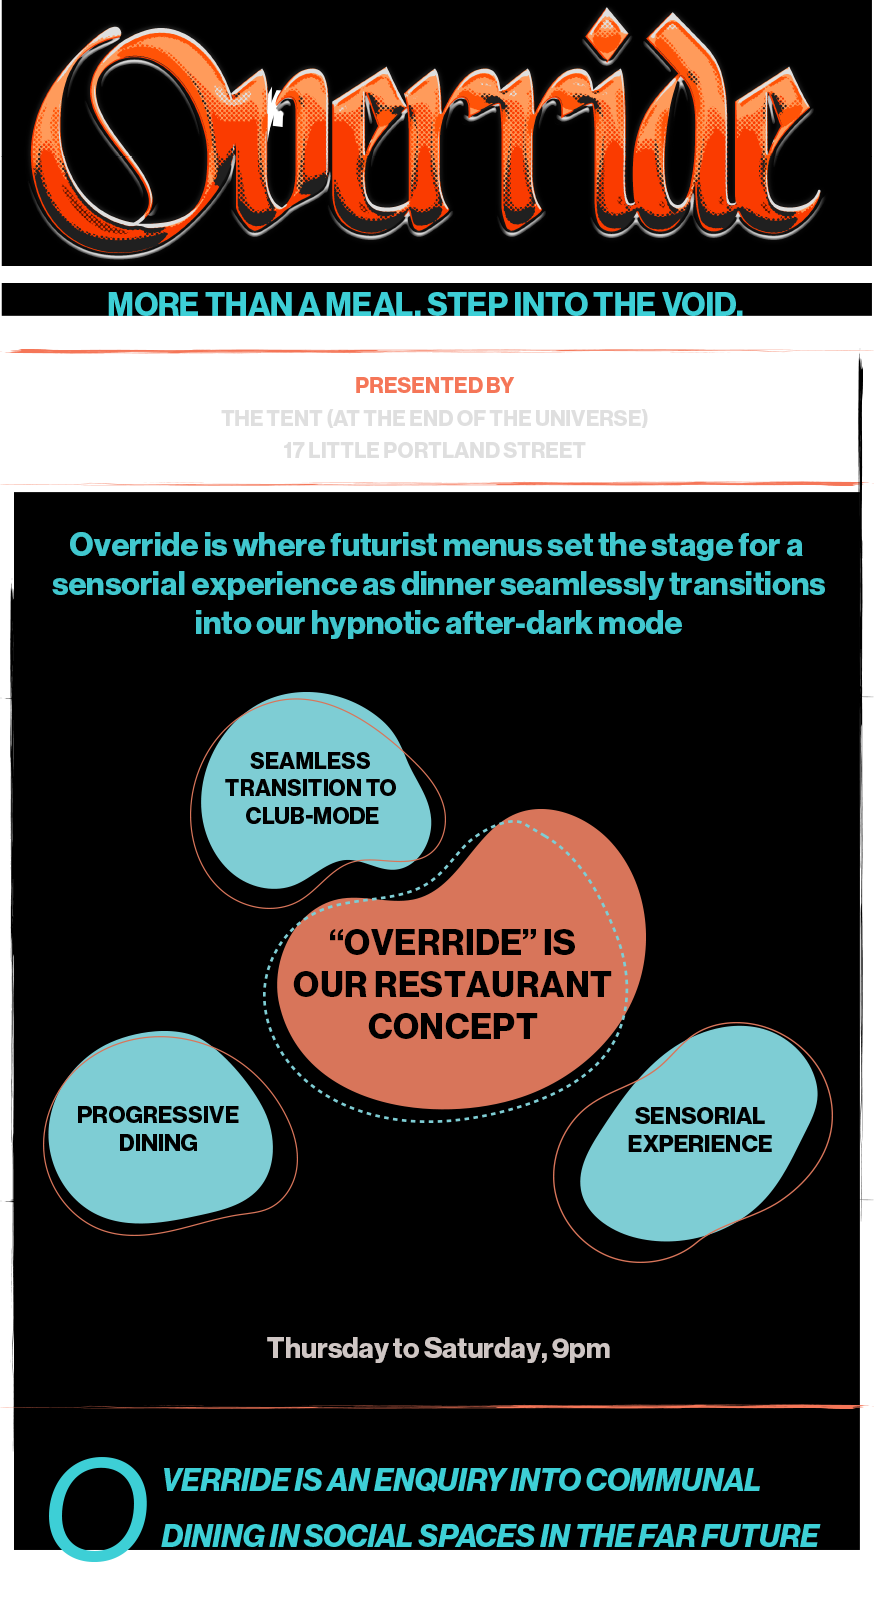 Override
MORE THAN A MEAL. STEP INTO THE VOID.
PRESENTED BY
THE TENT (AT THE END OF THE UNIVERSE)
17 LITTLE PORTLAND STREET
Override is where futurist menus set the stage for a
sensorial experience as dinner seamlessly transitions
into our hypnotic after-dark mode
SEAMLESS
TRANSITION TO
CLUB-MODE
“OVERRIDE” IS
OUR RESTAURANT
CONCEPT
PROGRESSIVE
DINING
SENSORIAL
EXPERIENCE
Thursday to Saturday, 9pm
OVERRIDE IS AN ENQUIRY INTO COMMUNAL
DINING IN SOCIAL SPACES IN THE FAR FUTURE